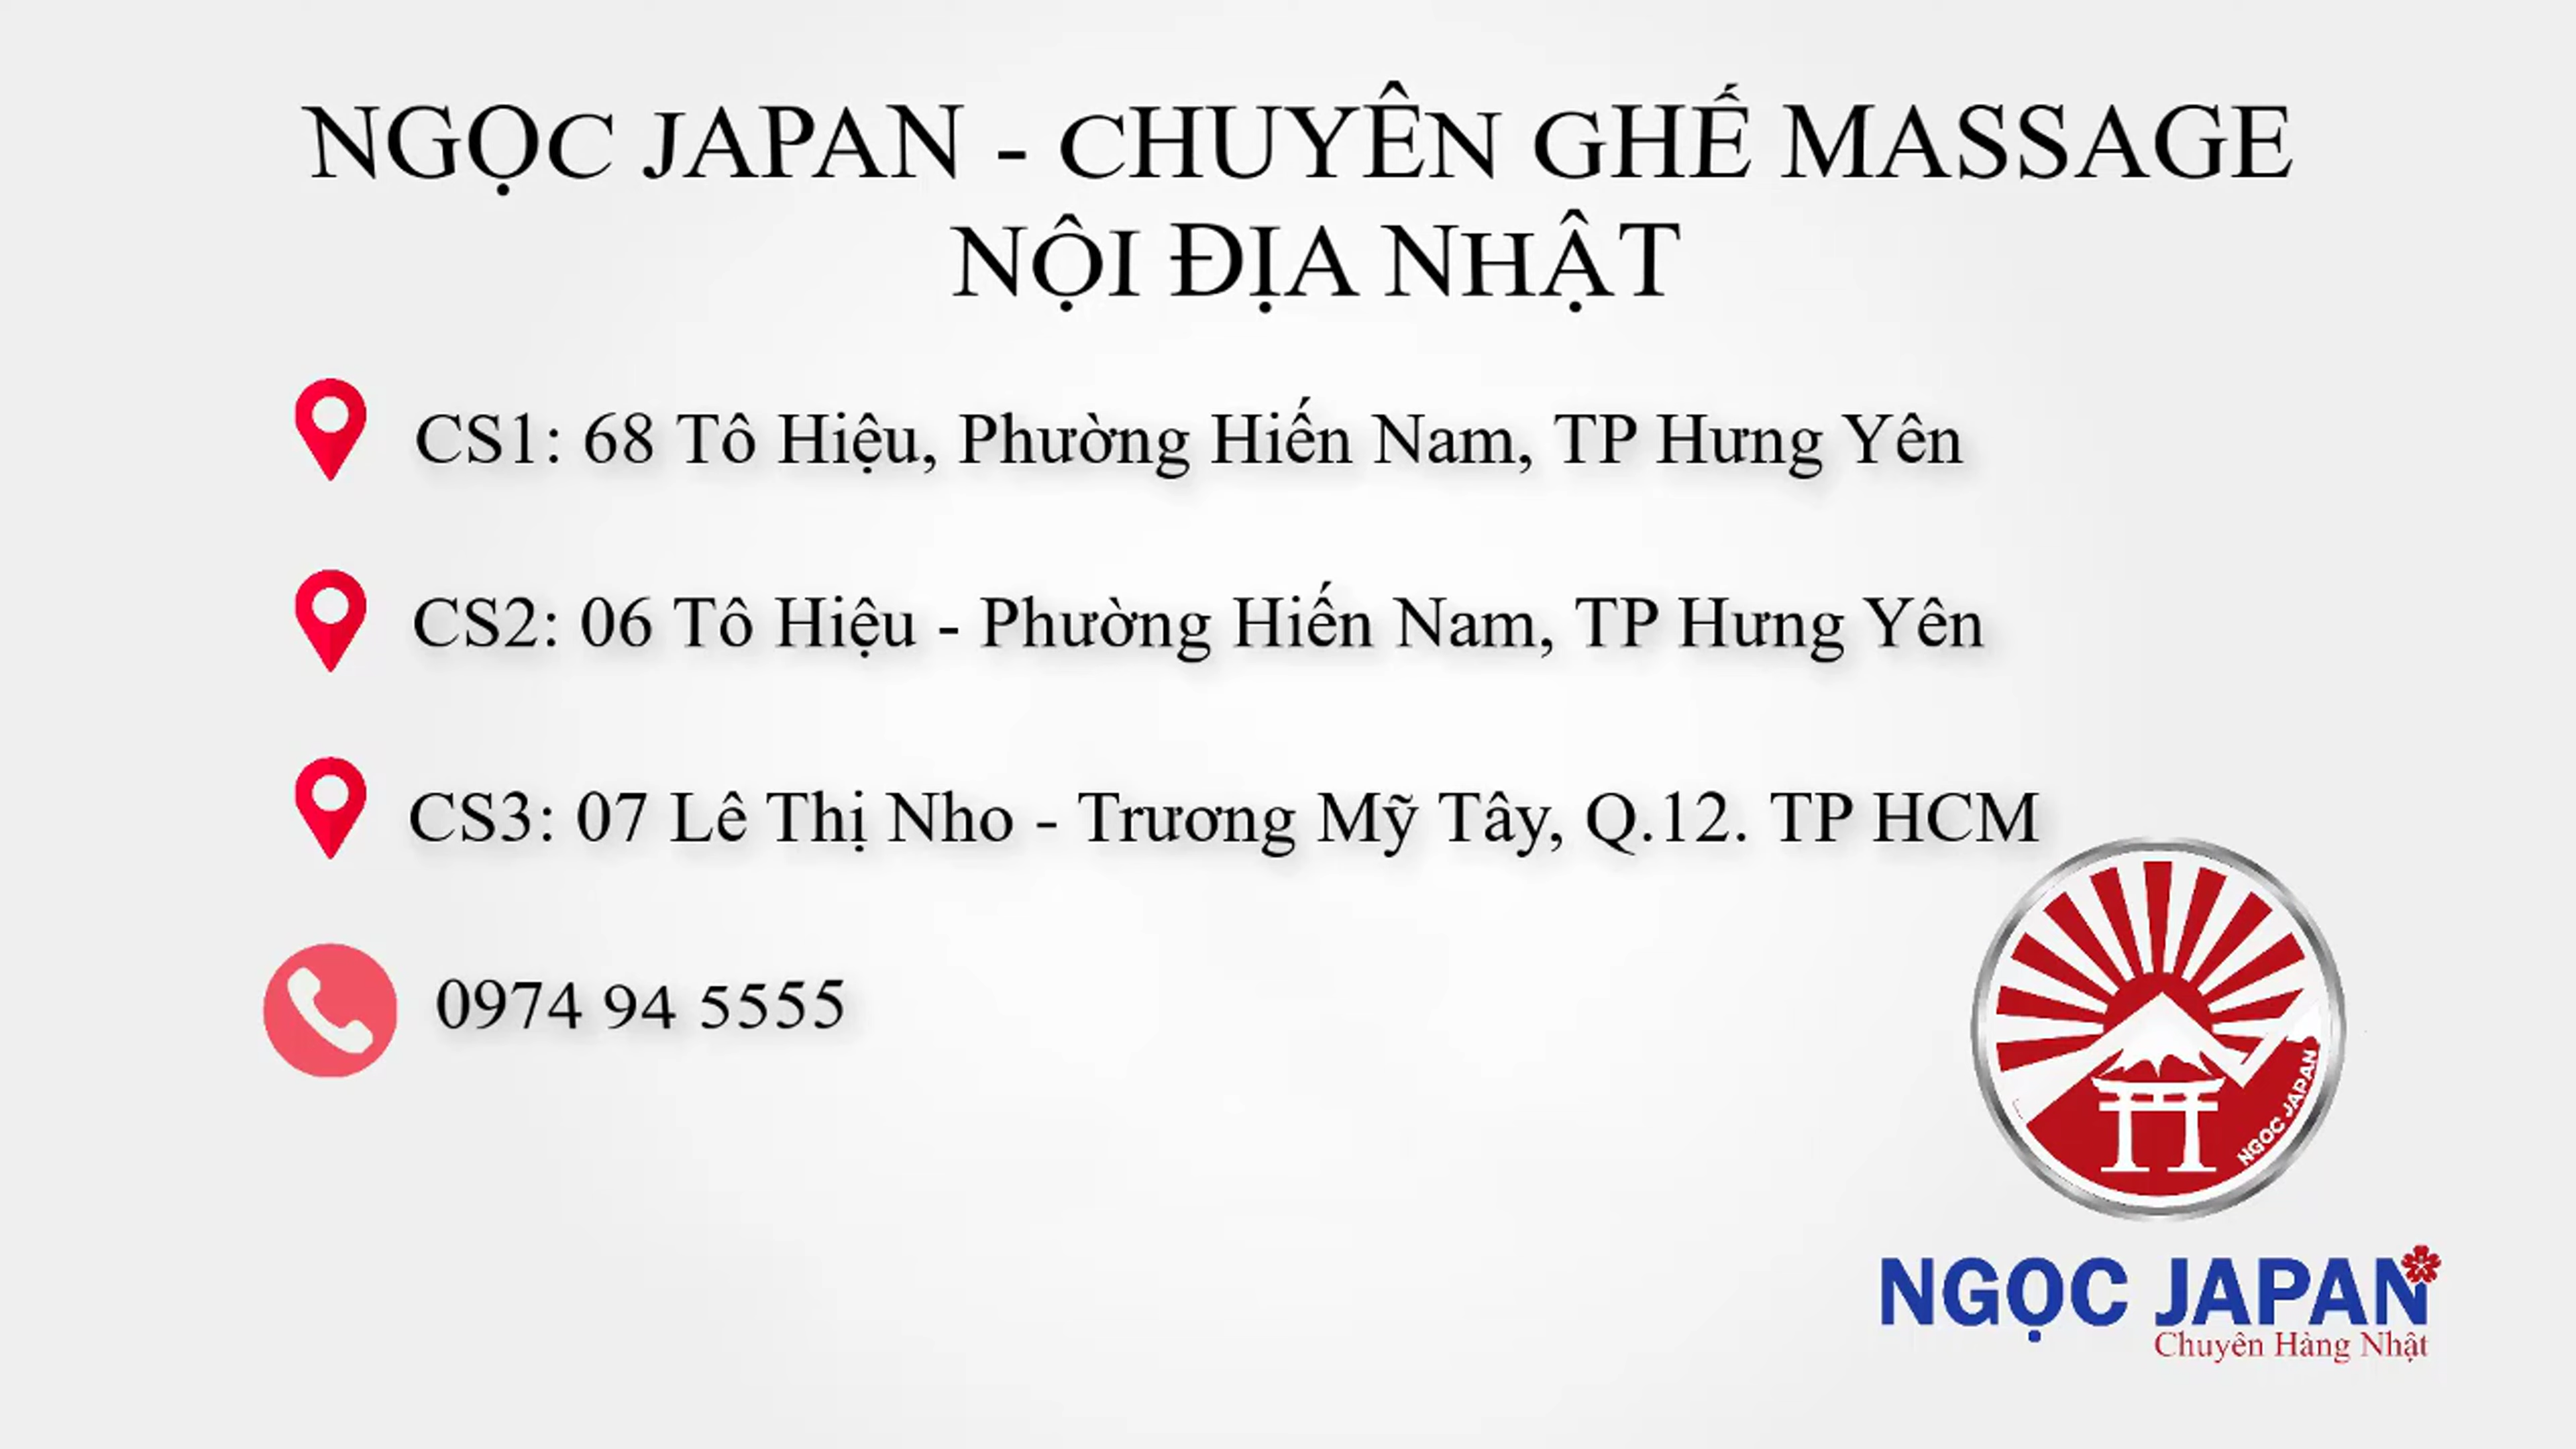 NGỌC JAPAN - CHUYÊN GHẾ MASSAGE
NỘI ĐỊA NHẬT
CS1: 68 Tô Hiệu, Phường Hiến Nam, TP Hưng Yên
CS2: 06 Tô Hiệu - Phường Hiến Nam, TP Hưng Yên
CS3: 07 Lê Thị Nho - Trương Mỹ Tây, Q.12. TP HCM
0974 94 5555
NGOC JAPAN
NGỌC JAPAN
Chuyên Hàng Nhật